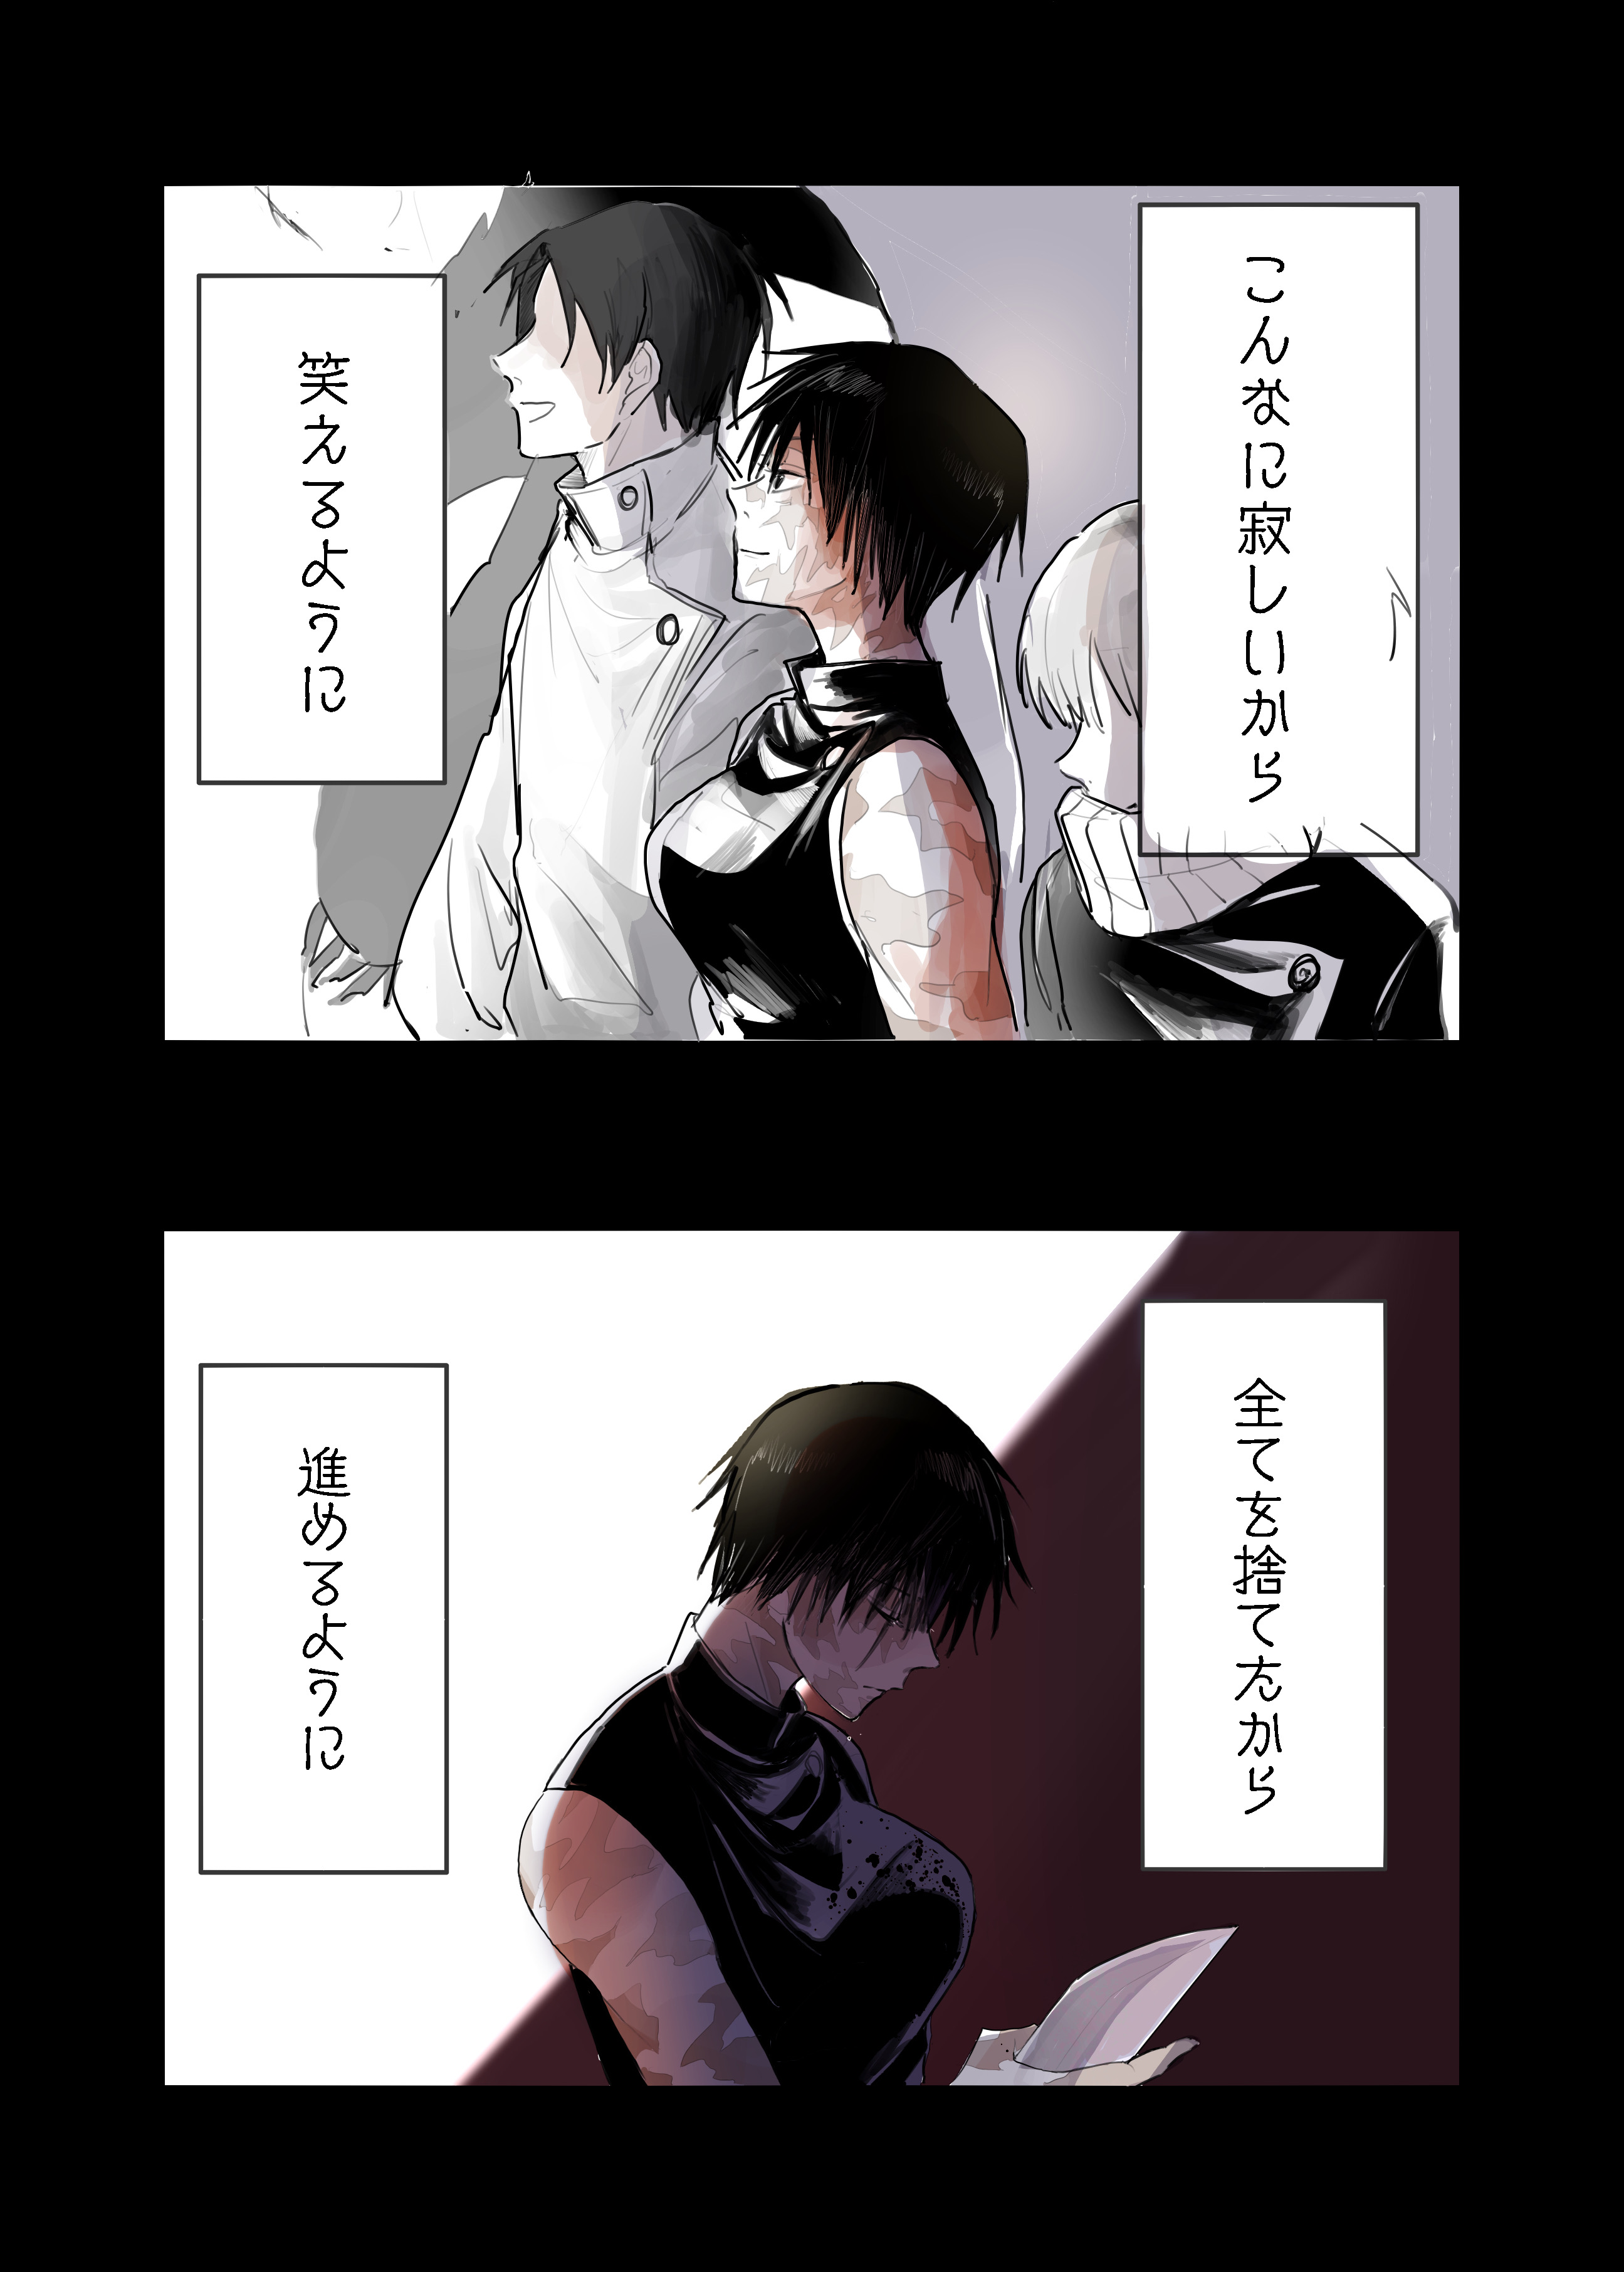 こんなに寂しいから
笑えるように
全てを捨てたから
進めるように